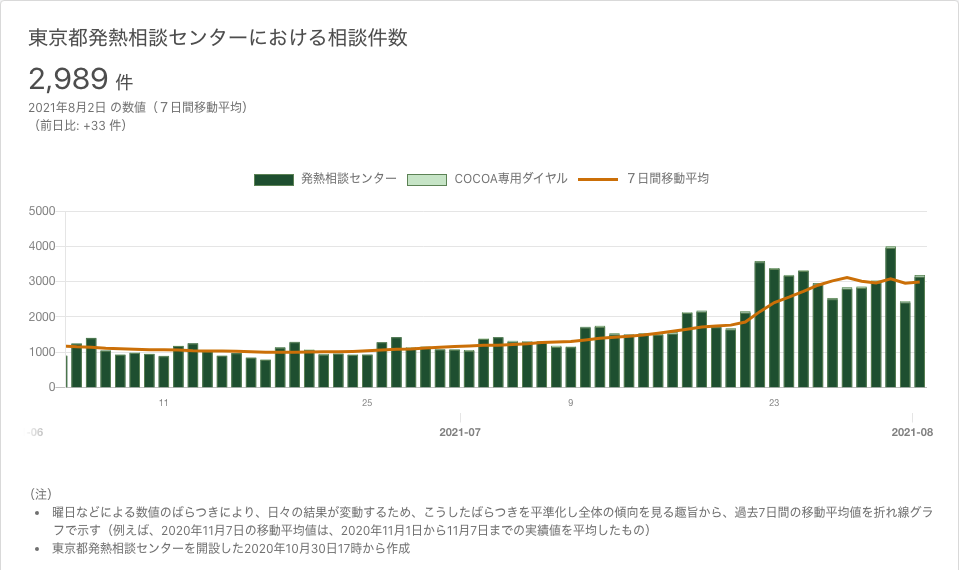 東京都発熱相談センターにおける相談件数
2,989 件
2021年8月2日 の数値（７日間移動平均）
（前日比: +33 件）
発熱相談センター COCOA専用ダイヤル ７日間移動平均
5000
4000
3000
2000
1000
0
11 25 9 23
-06 2021-07 2021-08
（注）
• 曜日などによる数値のばらつきにより、日々の結果が変動するため、こうしたばらつきを平準化し全体の傾向を見る趣旨から、過去7日間の移動平均値を折れ線グラ
フで示す（例えば、2020年11月7日の移動平均値は、2020年11月1日から11月7日までの実績値を平均したもの）
• 東京都発熱相談センターを開設した2020年10月30日17時から作成